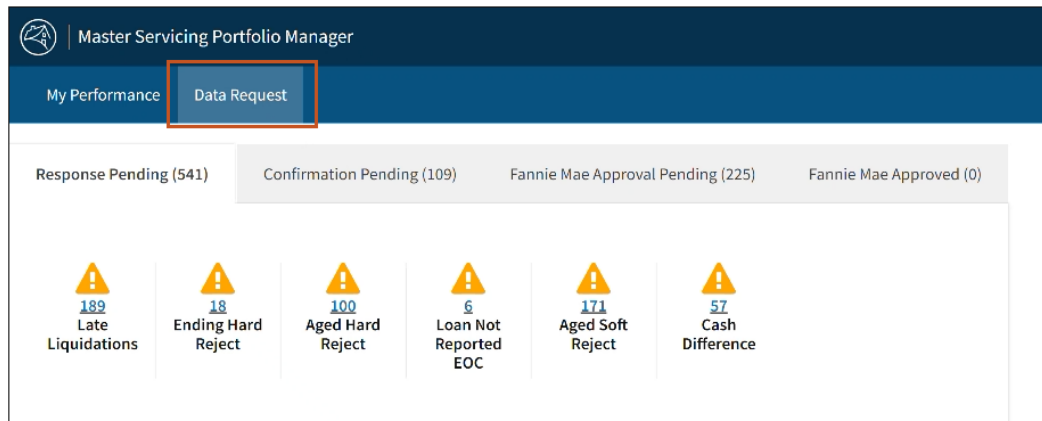 Master Servicing Portfolio Manager
My Performance Data Request
Response Pending (541) Confirmation Pending (109) Fannie Mae Approval Pending (225) Fannie Mae Approved (0)
189 18 100 6 171 57
Late Ending Hard Aged Hard Loan Not Aged Soft Cash
Liquidations Reject Reject Reported Reject Difference
EOC